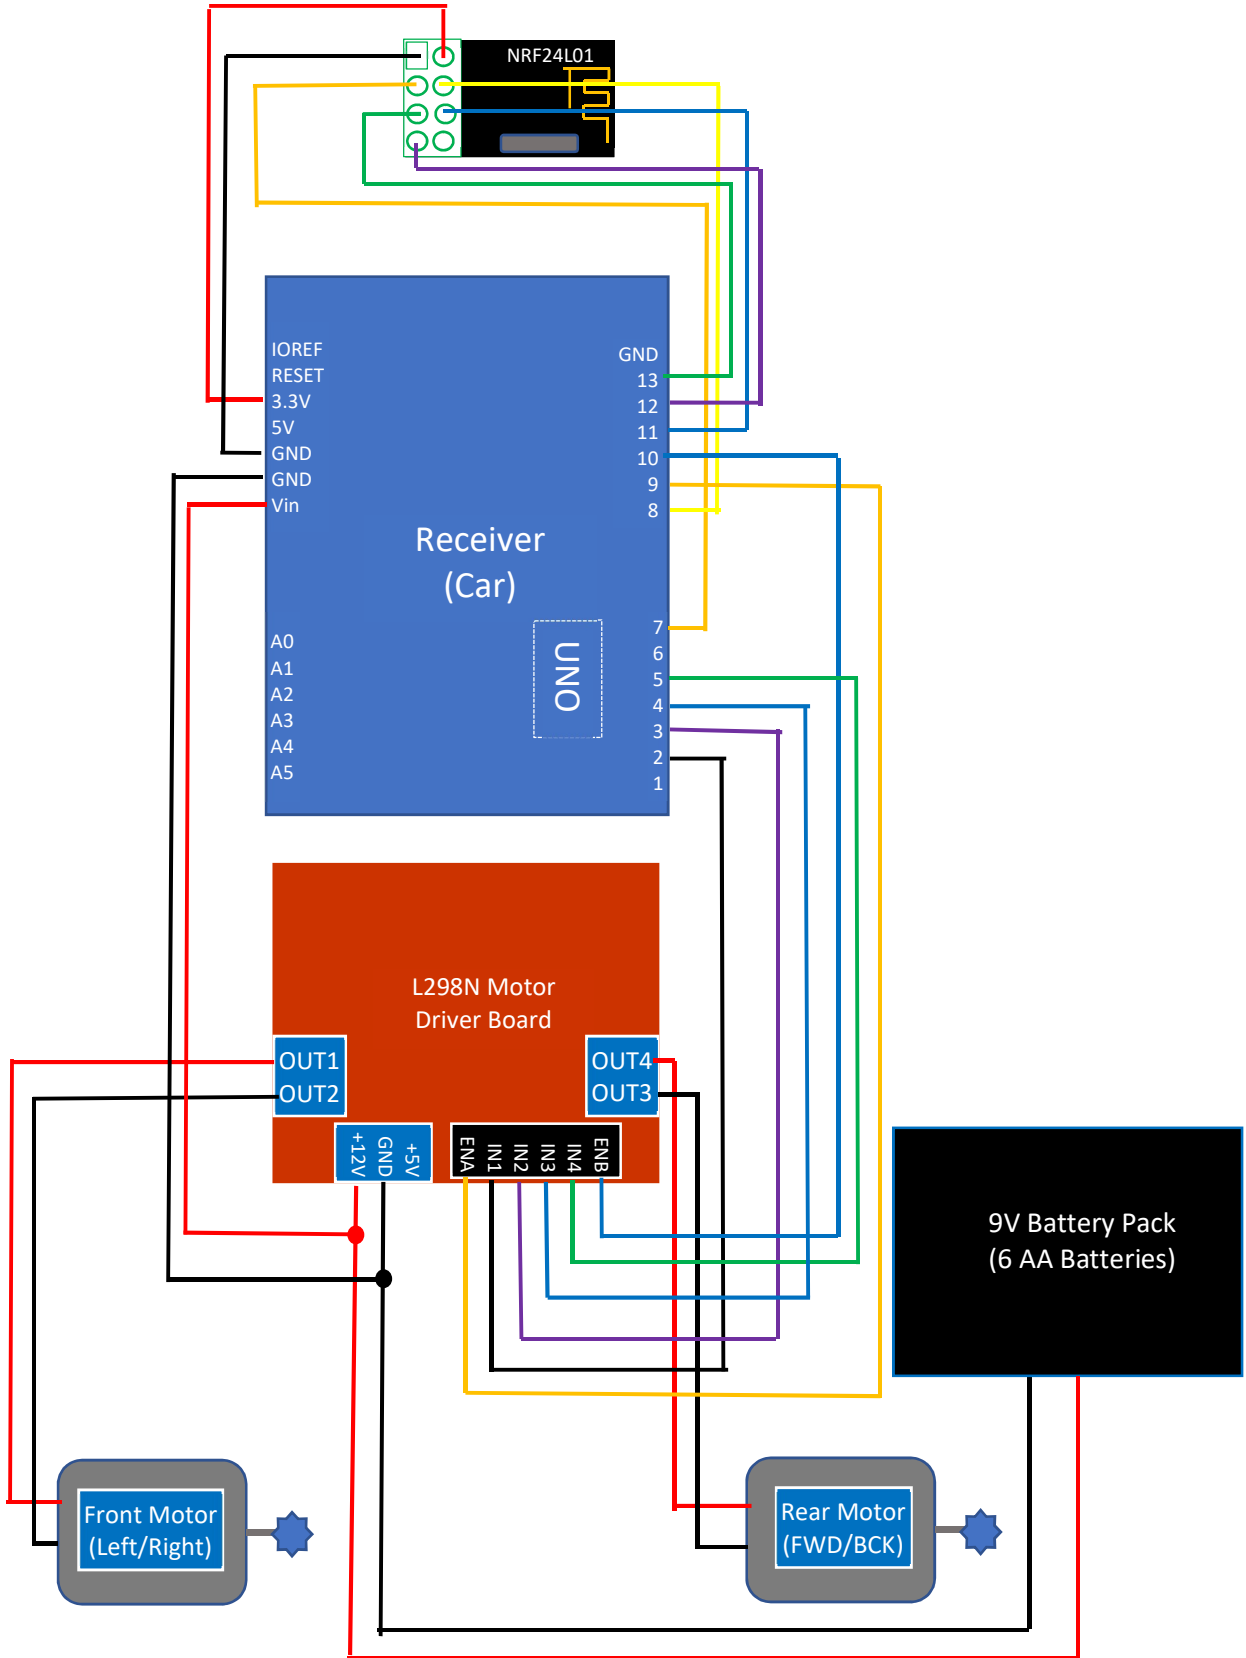 NRF24L01
IOREF
RESET
3.3V
5V
GND
GND
Vin
GND
13
12
11
10
9
8
Receiver
(Car)
UNO
A0
A1
A2
A3
A4
A5
7
6
5
4
3
2
1
L298N Motor
Driver Board
OUT1
OUT2
OUT4
OUT3
+12V
GND
+5V
ENA
IN1
IN2
IN3
IN4
ENB
9V Battery Pack
(6 AA Batteries)
Front Motor
(Left/Right)
Rear Motor
(FWD/BCK)